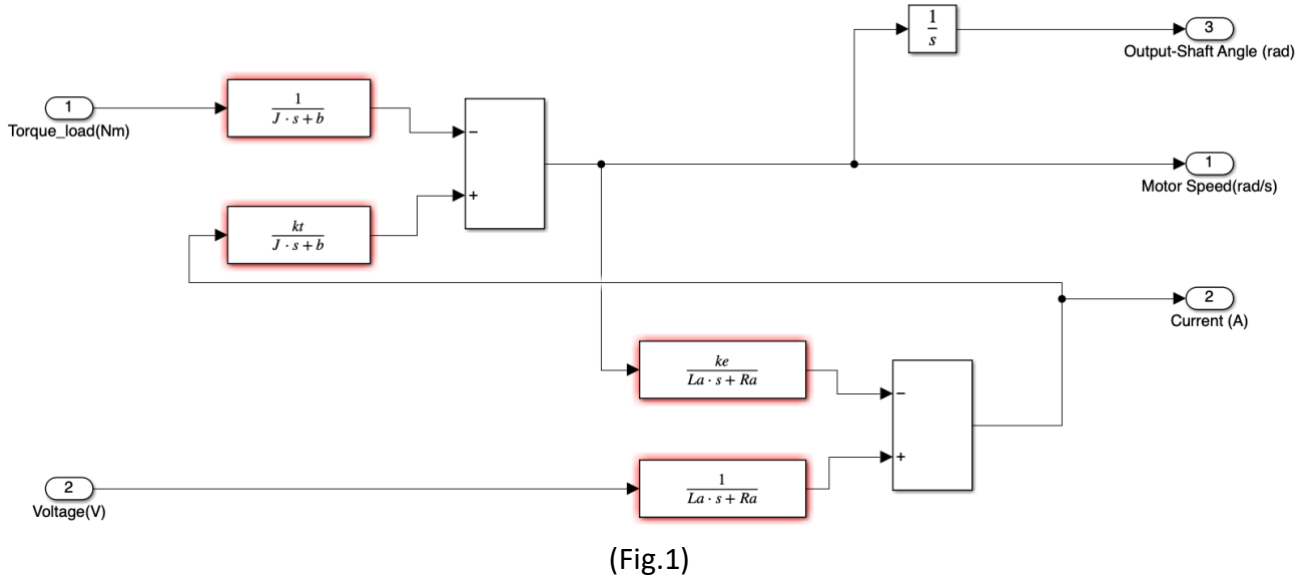 1
s
3
Output-Shaft Angle (rad)
1
Torque_load(Nm)
1
J · s + b
−
+
1
Motor Speed(rad/s)
kt
J · s + b
2
Current (A)
ke
La · s + Ra
−
+
2
Voltage(V)
1
La · s + Ra
(Fig.1)